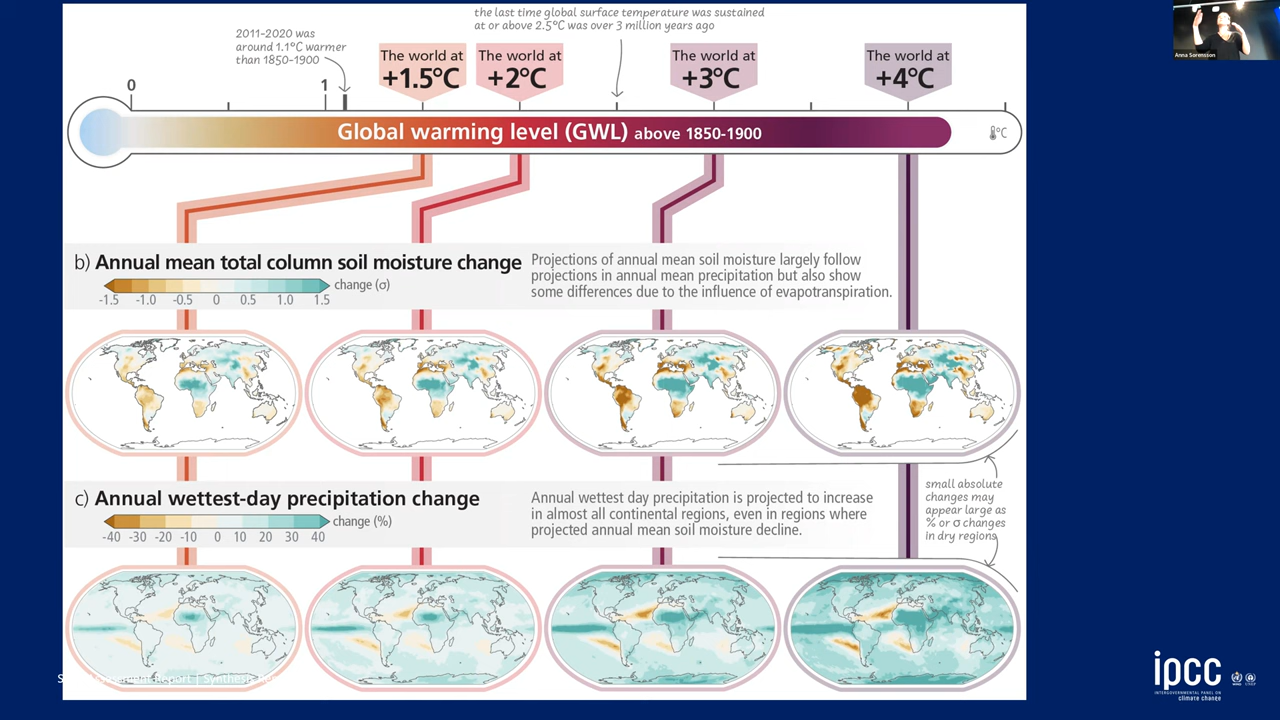 the last time global surface temperature was sustained
at or above 2.5°C was over 3 million years ago
2011-2020 was
around 1.1°C warmer
than 1850-1900
The world at
+1.5°C
The world at
+2°C
The world at
+3°C
The world at
+4°C
0
1
Global warming level (GWL) above 1850-1900
°C
b) Annual mean total column soil moisture change
change (σ)
-1.5 -1.0 -0.5 0 0.5 1.0 1.5
Projections of annual mean soil moisture largely follow
projections in annual mean precipitation but also show
some differences due to the influence of evapotranspiration.
c) Annual wettest-day precipitation change
change (%)
-40 -30 -20 -10 0 10 20 30 40
Annual wettest day precipitation is projected to increase
in almost all continental regions, even in regions where
projected annual mean soil moisture decline.
small absolute
changes may
appear large as
% or σ changes
in dry regions
Report | Synthesis
Anna Sorensson
ipcc
INTERGOVERNMENTAL PANEL ON
climate change